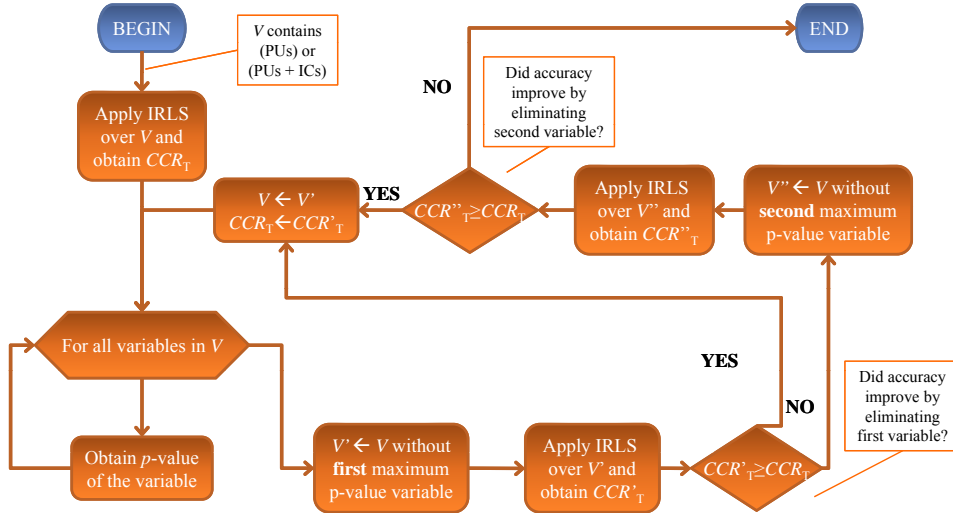 BEGIN
V contains
(PUs) or
(PUs + ICs)
END
NO
Did accuracy
improve by
eliminating
second variable?
Apply IRLS
over V and
obtain CCR_T
V ← V'
CCR_T ← CCR'_T
YES
CCR''_T ≥ CCR_T
Apply IRLS
over V'' and
obtain CCR''_T
V'' ← V without
second maximum
p-value variable
For all variables in V
YES
NO
Did accuracy
improve by
eliminating
first variable?
Obtain p-value
of the variable
V' ← V without
first maximum
p-value variable
Apply IRLS
over V' and
obtain CCR'_T
CCR'_T ≥ CCR_T